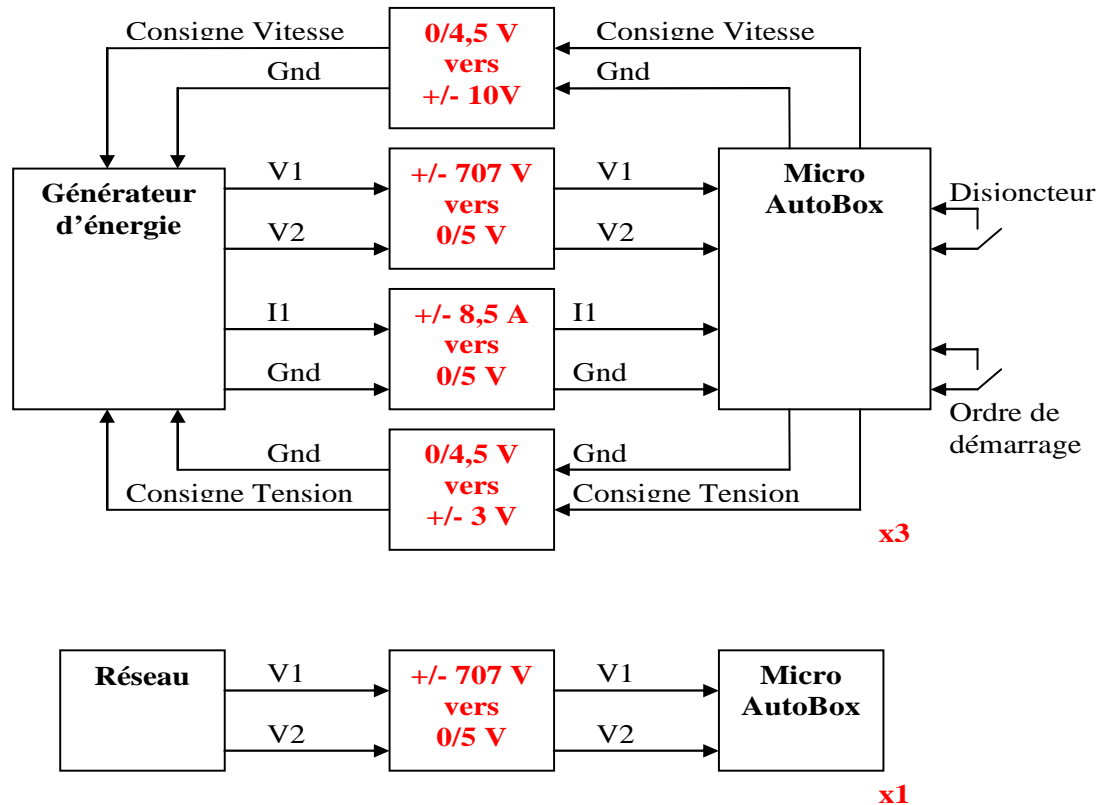 Consigne Vitesse
0/4,5 V
vers
+/- 10V
Consigne Vitesse
Gnd
Gnd
Générateur
d'énergie
V1
V2
+/- 707 V
vers
0/5 V
V1
V2
Micro
AutoBox
Disjoncteur
I1
Gnd
+/- 8,5 A
vers
0/5 V
I1
Gnd
Ordre de
démarrage
Gnd
Consigne Tension
0/4,5 V
vers
+/- 3 V
Gnd
Consigne Tension
x3
Réseau
V1
V2
+/- 707 V
vers
0/5 V
V1
V2
Micro
AutoBox
x1